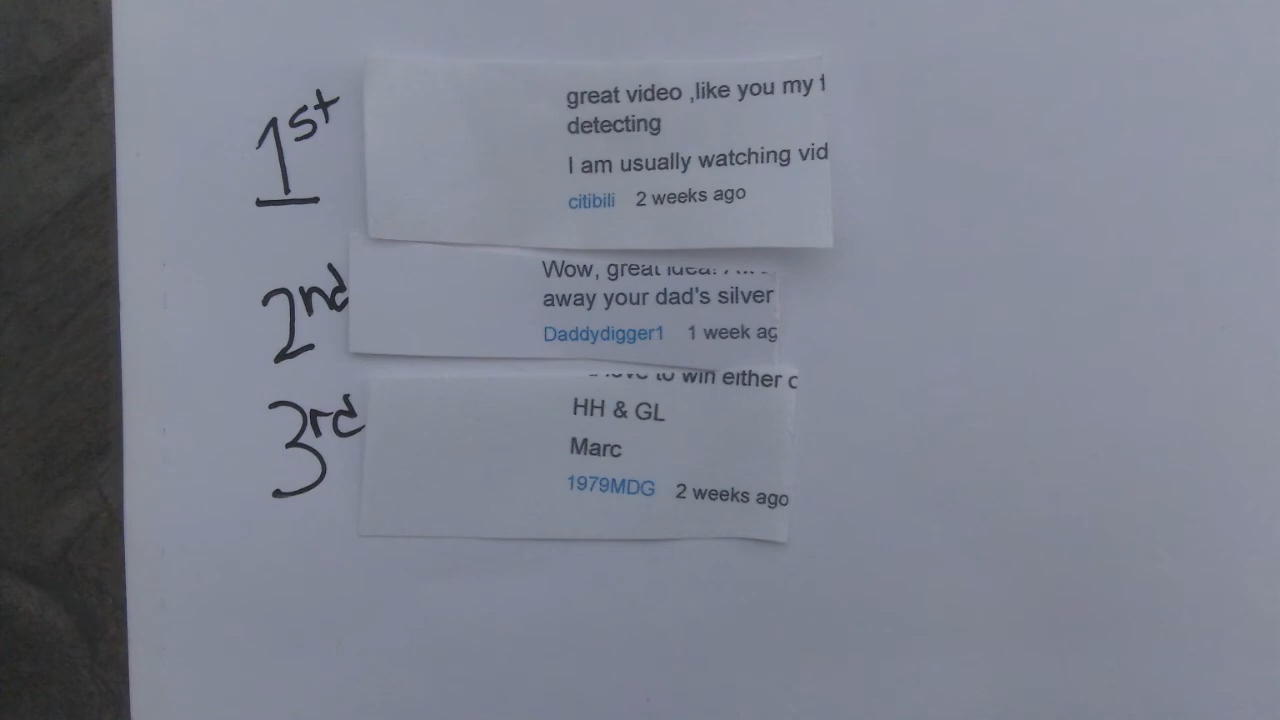 1st
great video ,like you my
detecting
I am usually watching vid
citibili 2 weeks ago
2nd
Wow, great idea!
away your dad's silver
Daddydigger1 1 week ag
3rd
to win either
HH & GL
Marc
1979MDG 2 weeks ago